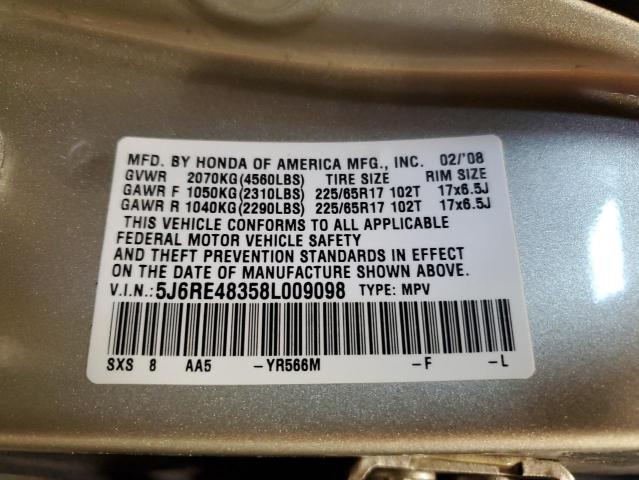 MFD. BY HONDA OF AMERICA MFG., INC. 02/'08
GVWR 2070KG(4560LBS) TIRE SIZE RIM SIZE
GAWR F 1050KG(2310LBS) 225/65R17 102T 17x6.5J
GAWR R 1040KG(2290LBS) 225/65R17 102T 17x6.5J
THIS VEHICLE CONFORMS TO ALL APPLICABLE
FEDERAL MOTOR VEHICLE SAFETY
AND THEFT PREVENTION STANDARDS IN EFFECT
ON THE DATE OF MANUFACTURE SHOWN ABOVE.
V.I.N.: 5J6RE48358L009098 TYPE: MPV
SXS 8 AA5 -YR566M -F -L